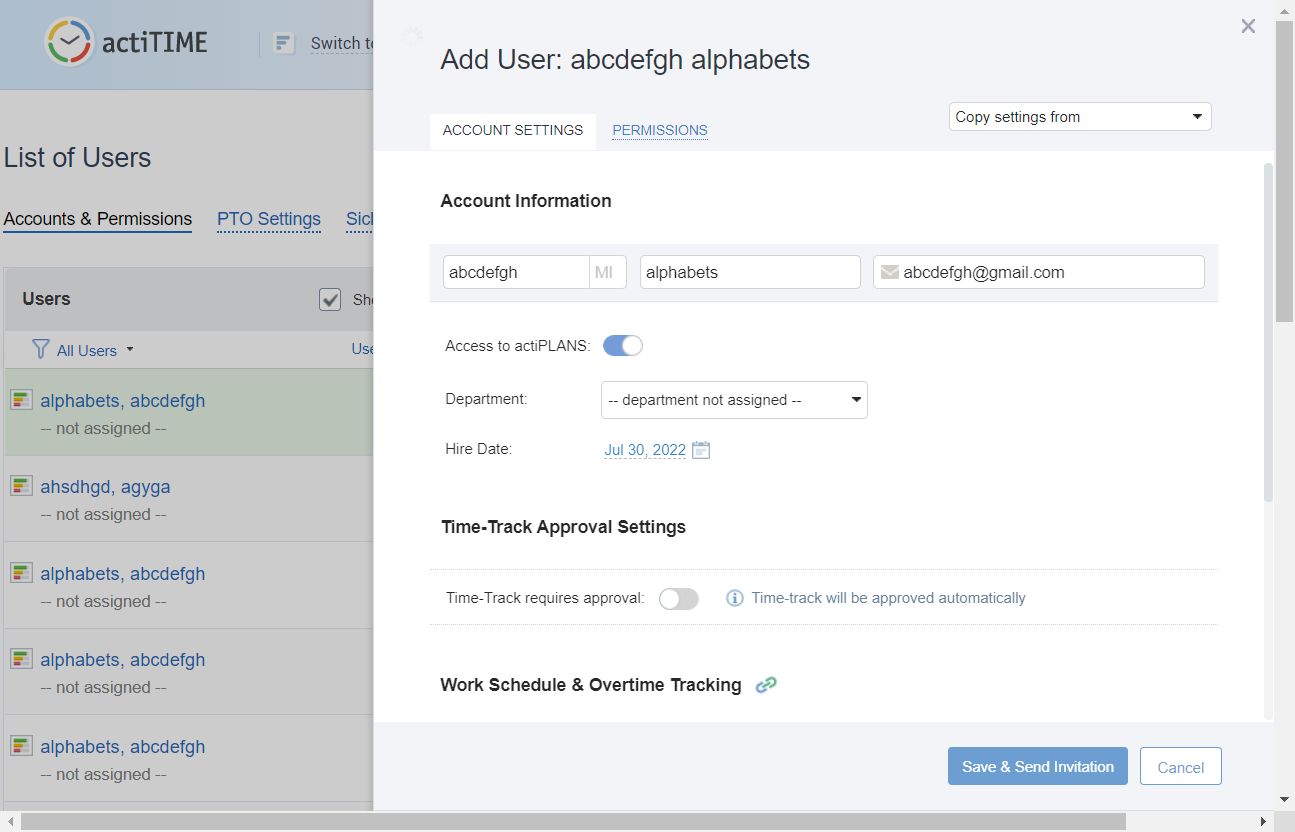 actiTIME
Switch to
List of Users
Accounts & Permissions PTO Settings
Users
All Users
alphabets, abcdefgh
-- not assigned --
ahsdhgd, agyga
-- not assigned --
alphabets, abcdefgh
-- not assigned --
alphabets, abcdefgh
-- not assigned --
alphabets, abcdefgh
-- not assigned --
Add User: abcdefgh alphabets
ACCOUNT SETTINGS PERMISSIONS
Copy settings from
Account Information
abcdefgh MI alphabets abcdefgh@gmail.com
Access to actiPLANS:
Department: -- department not assigned --
Hire Date: Jul 30, 2022
Time-Track Approval Settings
Time-Track requires approval: Time-track will be approved automatically
Work Schedule & Overtime Tracking
Save & Send Invitation Cancel